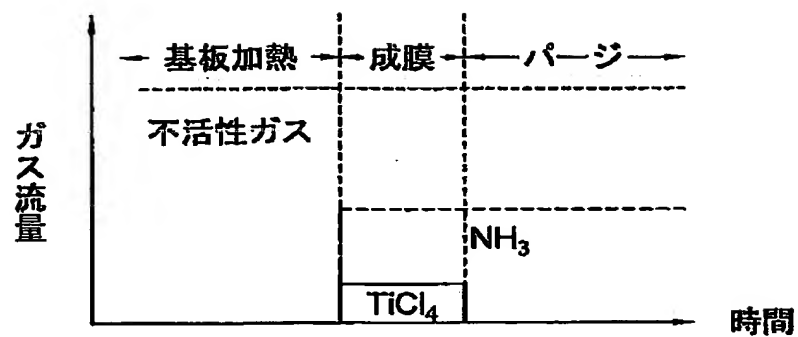 基板加熱 成膜 パージ
不活性ガス
ガス流量
NH₃
TiCl₄
時間